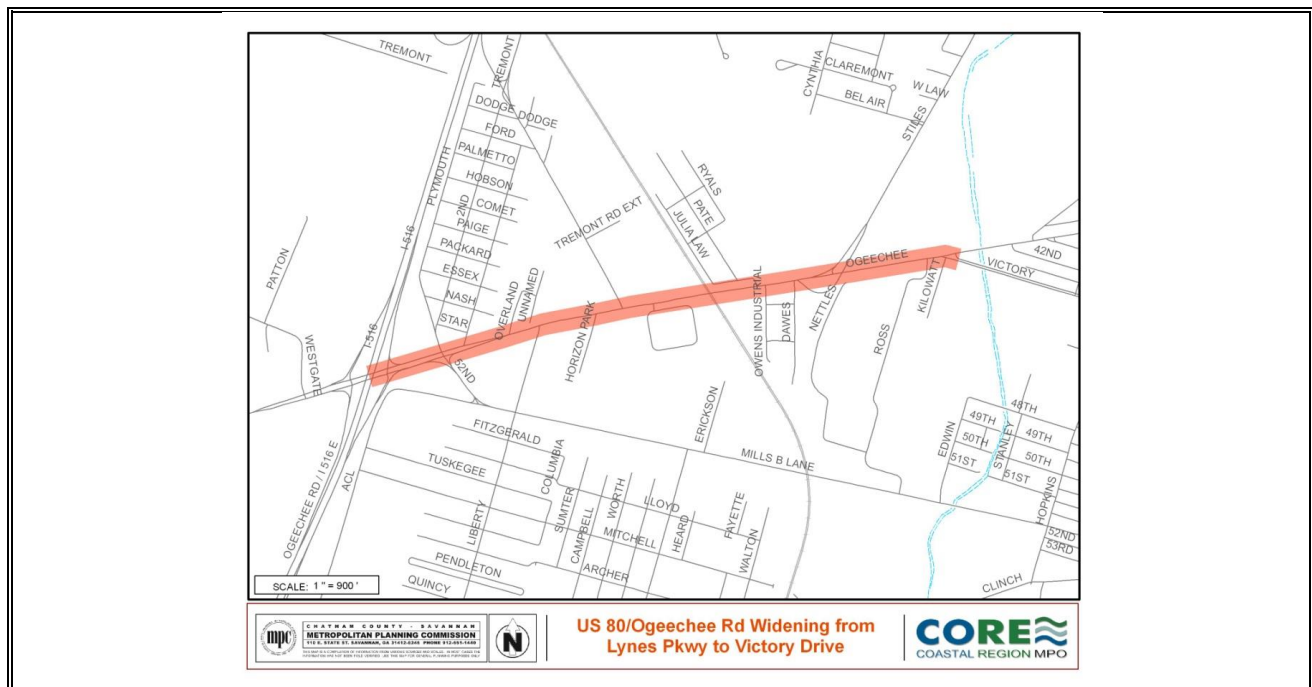 TREMONT
TREMONT
DODGE
DODGE
FORD
PALMETTO
HOBSON
COMET
PAIGE
PACKARD
ESSEX
NASH
STAR
2ND
PLYMOUTH
I-516
I-516
PATTON
WESTGATE
OVERLAND
UNNAMED
52ND
HORIZON PARK
TREMONT RD EXT
RYALS
PATE
JULIA LAW
CYNTHIA
CLAREMONT
BEL AIR
W LAW
STILES
OGEECHEE
OWENS INDUSTRIAL
DAWES
NETTLES
ROSS
KILOWATT
VICTORY
42ND
ERICKSON
MILLS B LANE
FITZGERALD
TUSKEGEE
COLUMBIA
LIBERTY
SUMTER
CAMPBELL
WORTH
LLOYD
MITCHELL
HEARD
FAYETTE
WALTON
ARCHER
PENDLETON
QUINCY
ACL
OGEECHEE RD / I 516 E
EDWIN
48TH
49TH
49TH
50TH
50TH
51ST
51ST
STANLEY
HOPKINS
52ND
53RD
CLINCH
SCALE: 1 " = 900 '
mpc
CHATHAM COUNTY - SAVANNAH
METROPOLITAN PLANNING COMMISSION
N
US 80/Ogeechee Rd Widening from
Lynes Pkwy to Victory Drive
CORE
COASTAL REGION MPO